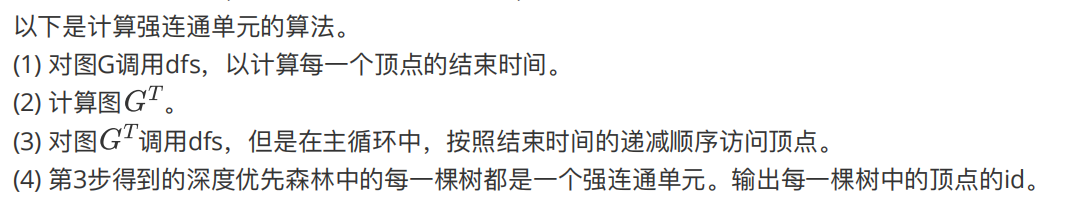 以下是计算强连通单元的算法。
(1) 对图G调用dfs，以计算每一个顶点的结束时间。
(2) 计算图$G^T$。
(3) 对图$G^T$调用dfs，但是在主循环中，按照结束时间的递减顺序访问顶点。
(4) 第3步得到的深度优先森林中的每一棵树都是一个强连通单元。输出每一棵树中的顶点的id。